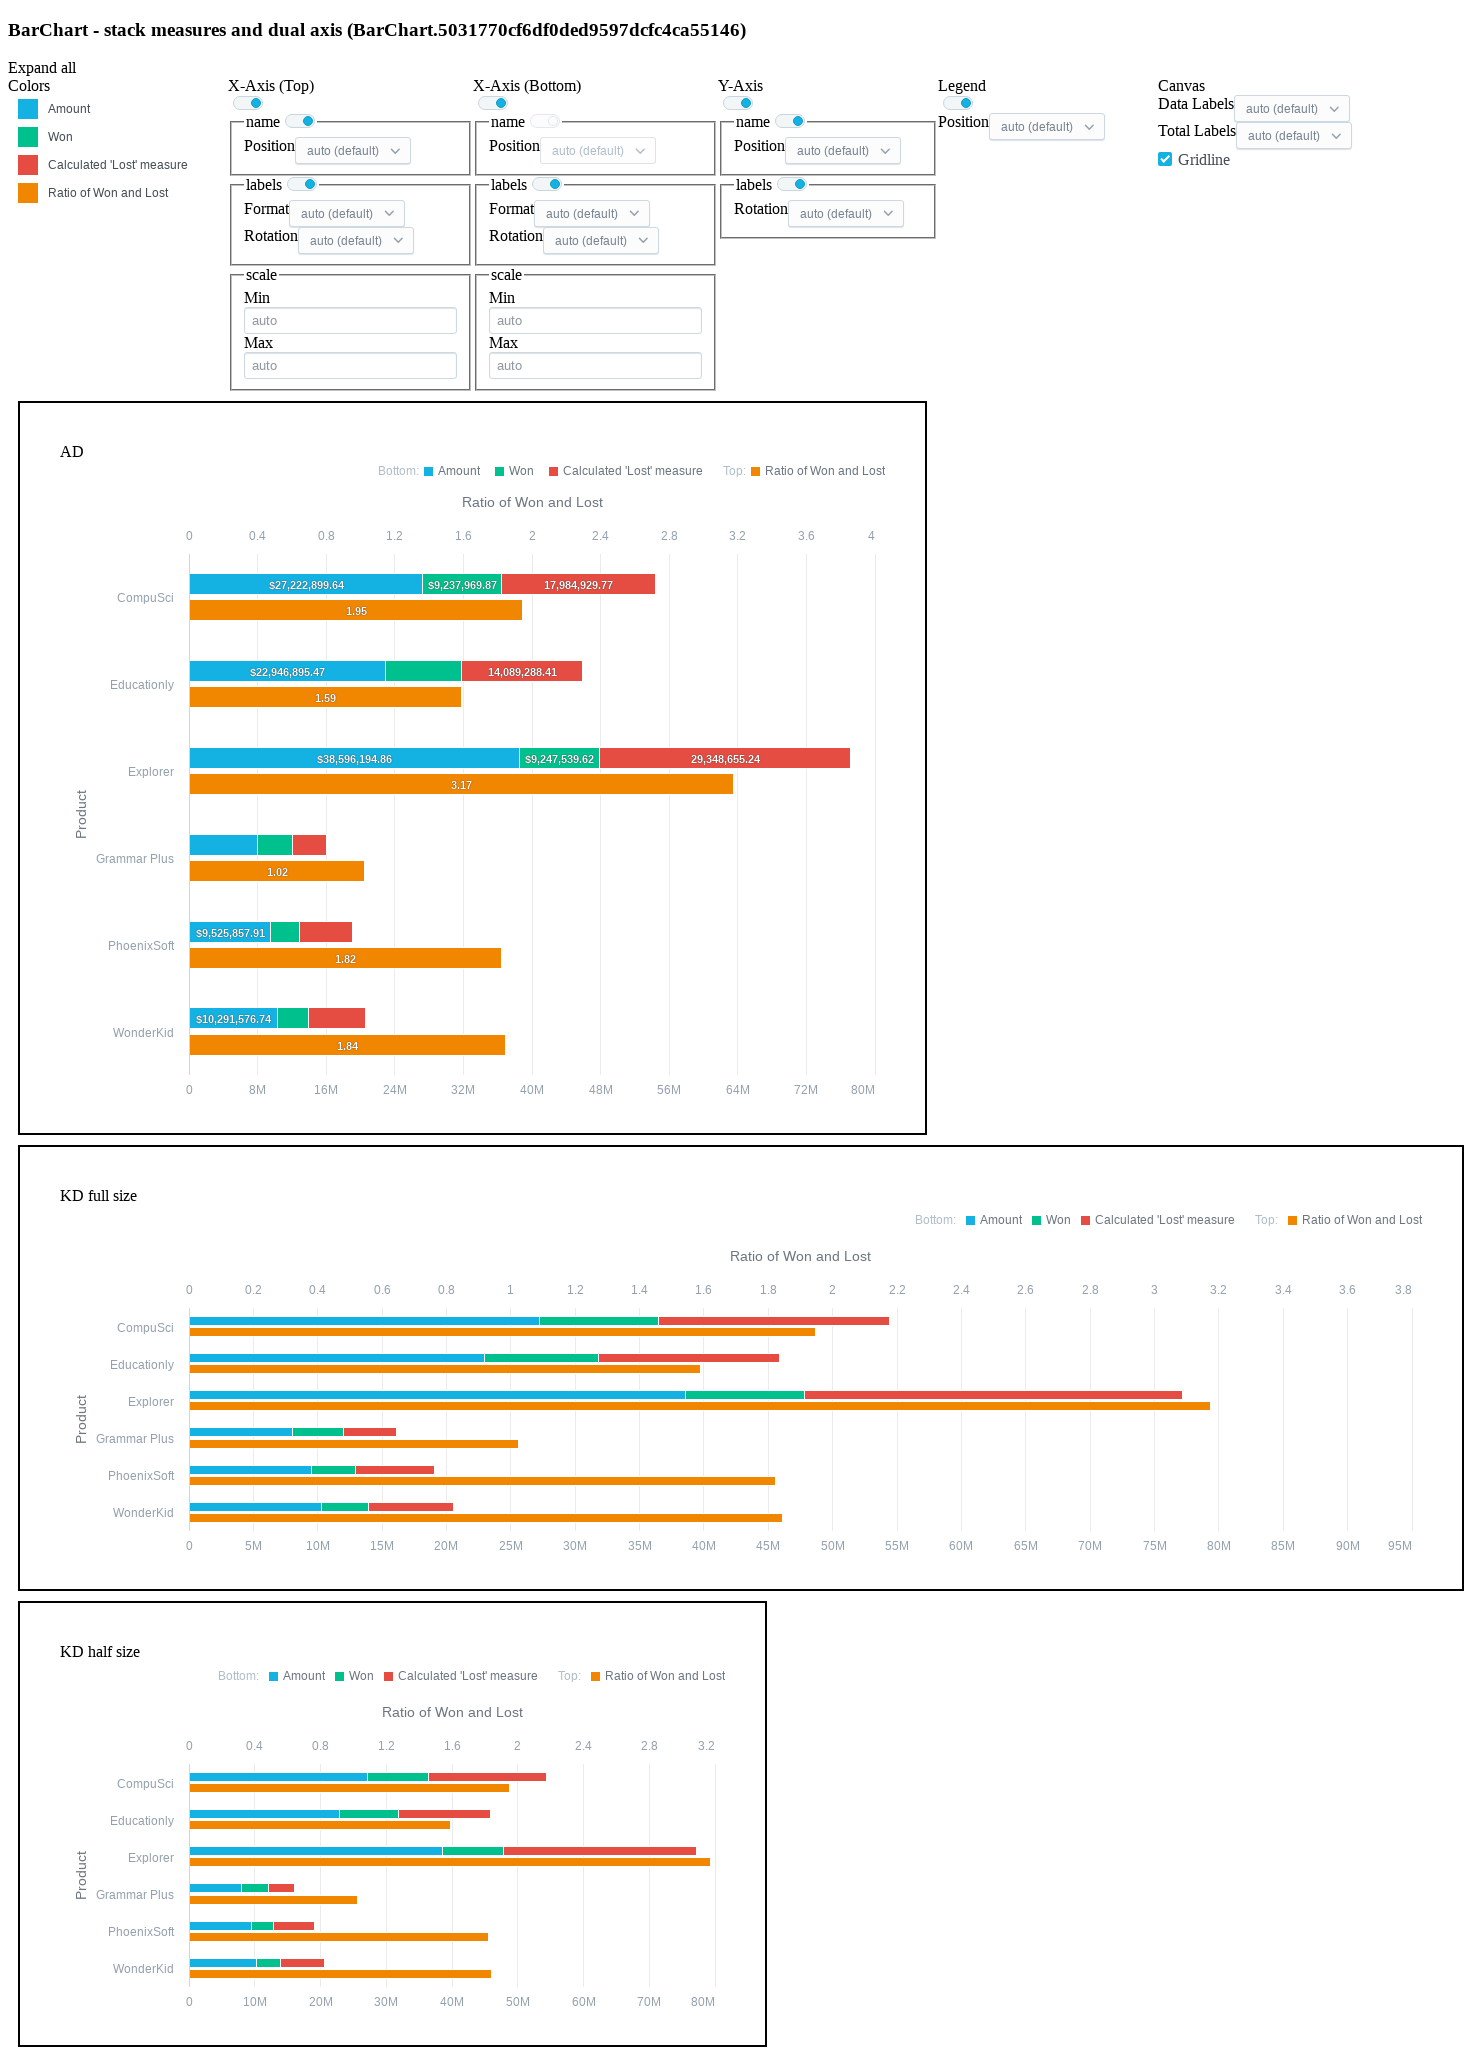 BarChart - stack measures and dual axis (BarChart.5031770cf6df0ded9597dcfc4ca55146)
Expand all
Colors
Amount
Won
Calculated 'Lost' measure
Ratio of Won and Lost
X-Axis (Top)
name
Position auto (default)
labels
Format auto (default)
Rotation auto (default)
scale
Min
auto
Max
auto
X-Axis (Bottom)
name
Position auto (default)
labels
Format auto (default)
Rotation auto (default)
scale
Min
auto
Max
auto
Y-Axis
name
Position auto (default)
labels
Rotation auto (default)
Legend
Position auto (default)
Canvas
Data Labels auto (default)
Total Labels auto (default)
Gridline
AD
Bottom: Amount Won Calculated 'Lost' measure Top: Ratio of Won and Lost
Ratio of Won and Lost
0 0.4 0.8 1.2 1.6 2 2.4 2.8 3.2 3.6 4
CompuSci $27,222,899.64 $9,237,969.87 17,984,929.77
1.95
Educationly $22,946,895.47 14,089,288.41
1.59
Explorer $38,596,194.86 $9,247,539.62 29,348,655.24
3.17
Product
Grammar Plus
1.02
PhoenixSoft $9,525,857.91
1.82
WonderKid $10,291,576.74
1.84
0 8M 16M 24M 32M 40M 48M 56M 64M 72M 80M
KD full size
Bottom: Amount Won Calculated 'Lost' measure Top: Ratio of Won and Lost
Ratio of Won and Lost
0 0.2 0.4 0.6 0.8 1 1.2 1.4 1.6 1.8 2 2.2 2.4 2.6 2.8 3 3.2 3.4 3.6 3.8
CompuSci
Educationly
Explorer
Product
Grammar Plus
PhoenixSoft
WonderKid
0 5M 10M 15M 20M 25M 30M 35M 40M 45M 50M 55M 60M 65M 70M 75M 80M 85M 90M 95M
KD half size
Bottom: Amount Won Calculated 'Lost' measure Top: Ratio of Won and Lost
Ratio of Won and Lost
0 0.4 0.8 1.2 1.6 2 2.4 2.8 3.2
CompuSci
Educationly
Explorer
Product
Grammar Plus
PhoenixSoft
WonderKid
0 10M 20M 30M 40M 50M 60M 70M 80M